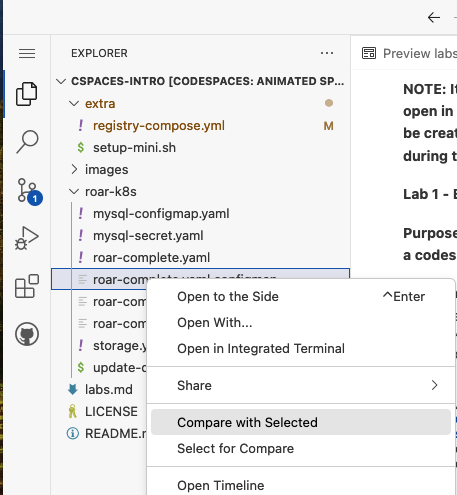 EXPLORER
Preview labs
CSPACES-INTRO [CODESPACES: ANIMATED SP...
extra
registry-compose.yml M
setup-mini.sh
images
roar-k8s
mysql-configmap.yaml
mysql-secret.yaml
roar-complete.yaml
roar-complete.yaml.configmap
roar-com
roar-com
storage.y
update-
labs.md
LICENSE
README.
1
NOTE: It
open in
be creat
during t
Lab 1 -
Purpose
a codes
Open to the Side ^Enter
Open With...
Open in Integrated Terminal
Share
Compare with Selected
Select for Compare
Open Timeline